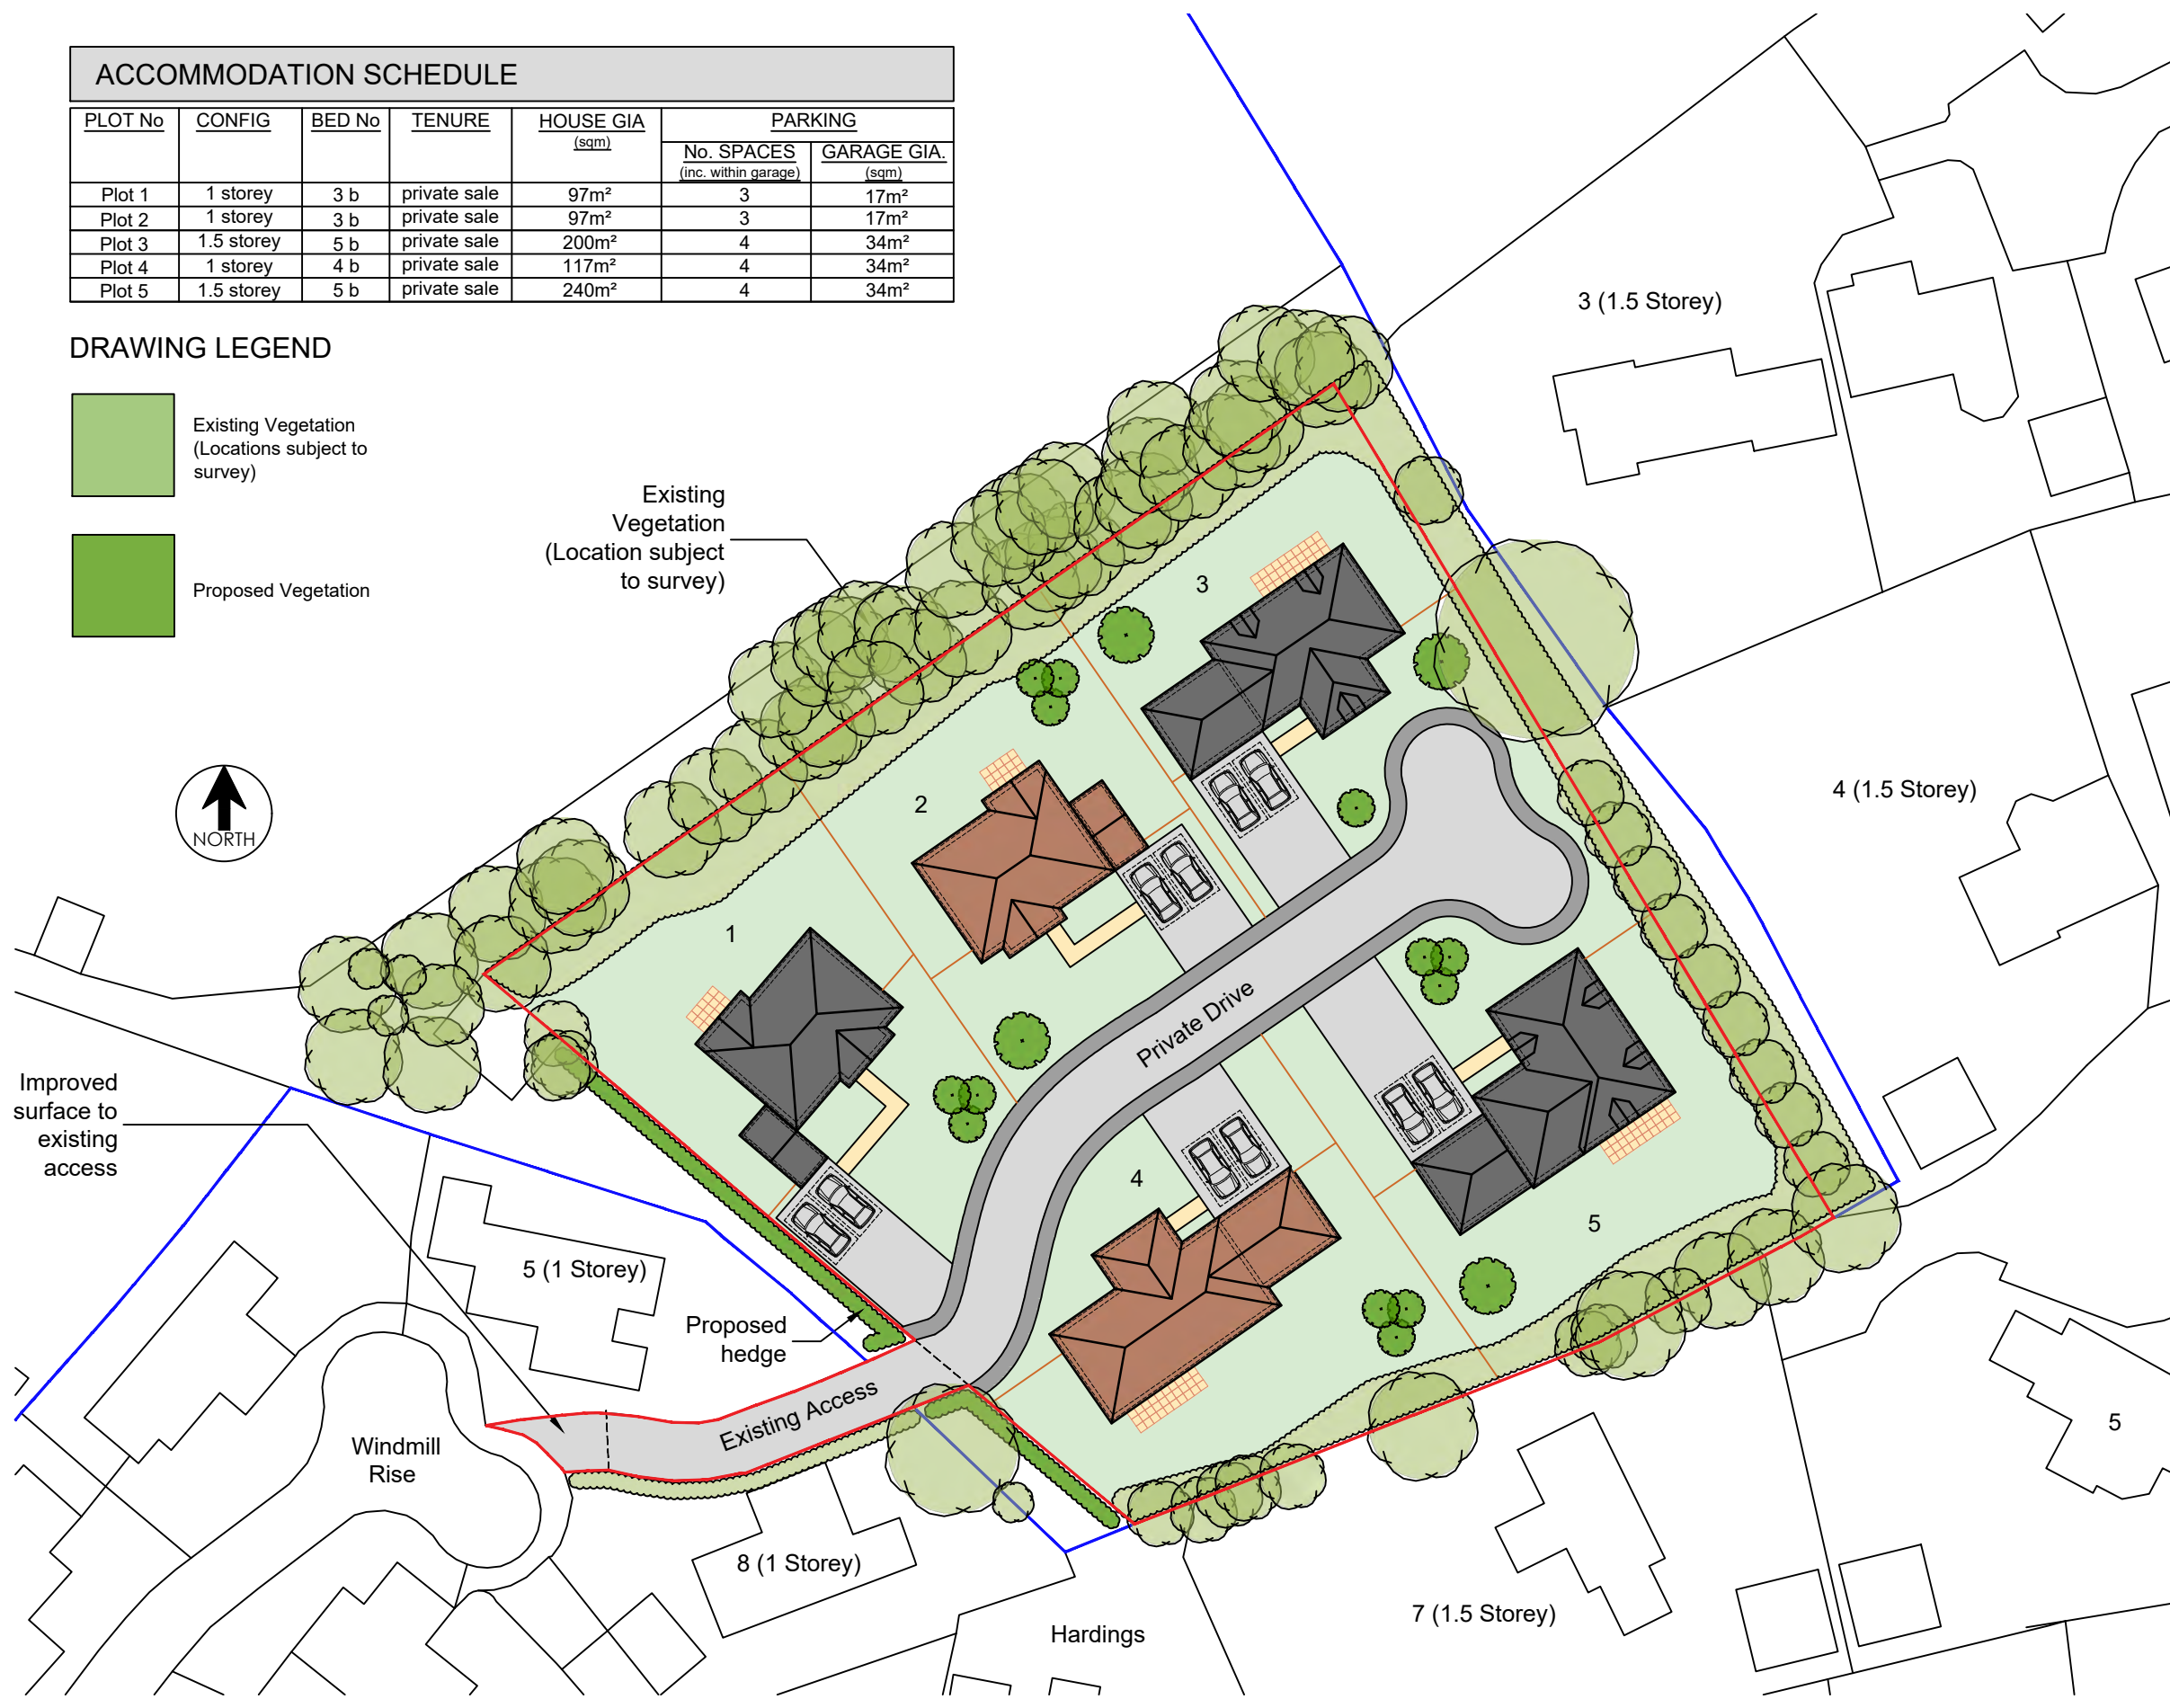 ACCOMMODATION SCHEDULE
PLOT No CONFIG BED No TENURE HOUSE GIA (sqm) PARKING
No. SPACES (inc. within garage) GARAGE GIA. (sqm)
Plot 1 1 storey 3 b private sale 97m² 3 17m²
Plot 2 1 storey 3 b private sale 97m² 3 17m²
Plot 3 1.5 storey 5 b private sale 200m² 4 34m²
Plot 4 1 storey 4 b private sale 117m² 4 34m²
Plot 5 1.5 storey 5 b private sale 240m² 4 34m²
DRAWING LEGEND
Existing Vegetation
(Locations subject to
survey)
Proposed Vegetation
Existing
Vegetation
(Location subject
to survey)
3 (1.5 Storey)
3
4 (1.5 Storey)
2
NORTH
1
Private Drive
Improved
surface to
existing
access
4
5
5 (1 Storey)
Proposed
hedge
Existing Access
Windmill
Rise
5
8 (1 Storey)
7 (1.5 Storey)
Hardings